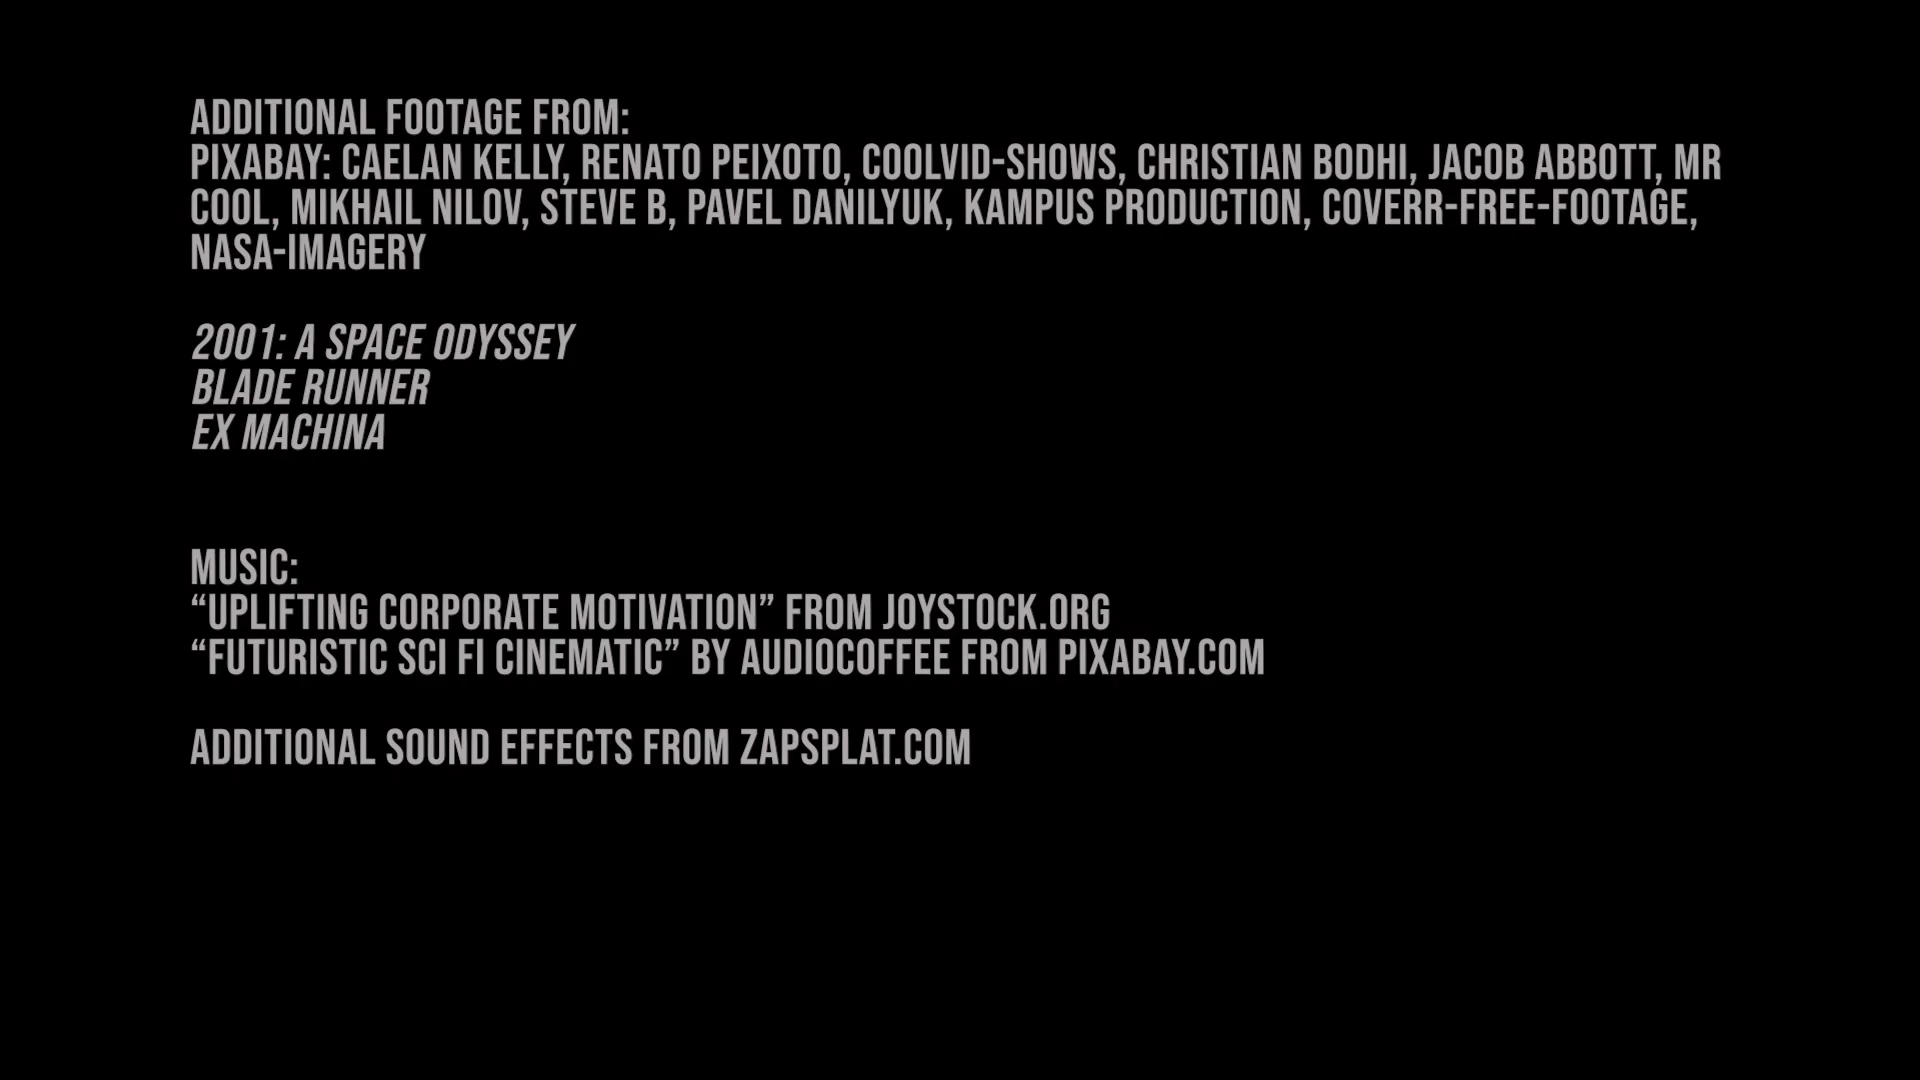 ADDITIONAL FOOTAGE FROM:
PIXABAY: CAELAN KELLY, RENATO PEIXOTO, COOLVID-SHOWS, CHRISTIAN BODHI, JACOB ABBOTT, MR
COOL, MIKHAIL NILOV, STEVE B, PAVEL DANILYUK, KAMPUS PRODUCTION, COVERR-FREE-FOOTAGE,
NASA-IMAGERY
2001: A SPACE ODYSSEY
BLADE RUNNER
EX MACHINA
MUSIC:
“UPLIFTING CORPORATE MOTIVATION” FROM JOYSTOCK.ORG
“FUTURISTIC SCI FI CINEMATIC” BY AUDIOCOFFEE FROM PIXABAY.COM
ADDITIONAL SOUND EFFECTS FROM ZAPSPLAT.COM